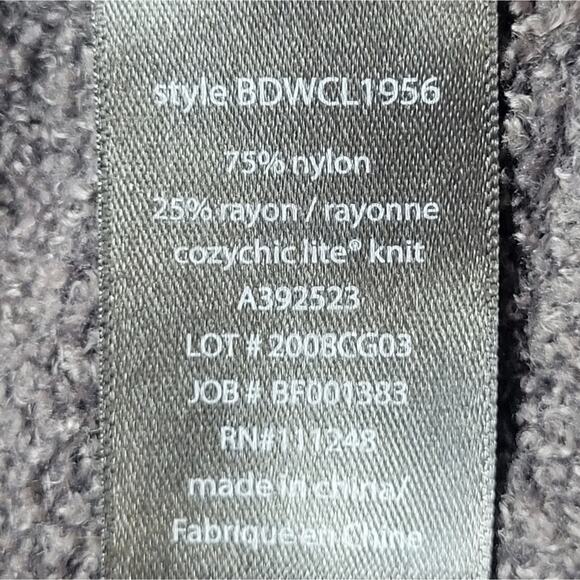 style BDWCL1956
75% nylon
25% rayon / rayonne
cozychic lite® knit
A392523
LOT # 2008CG03
JOB # BF001383
RN#111248
made in china/
Fabrique en Chine